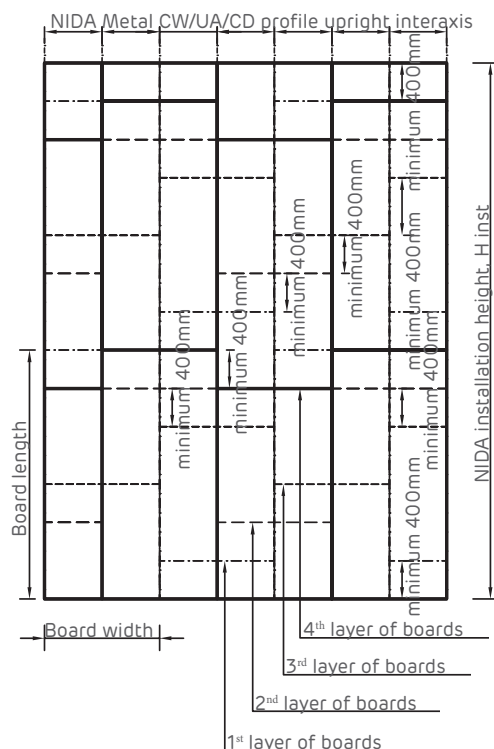 NIDA Metal CW/UA/CD profile upright interaxis
minimum 400mm
minimum 400mm
minimum 400mm
minimum 400mm
minimum 400mm
minimum 400mm
minimum 400mm
minimum 400mm
NIDA installation height, H inst
Board length
Board width
4th layer of boards
3rd layer of boards
2nd layer of boards
1st layer of boards